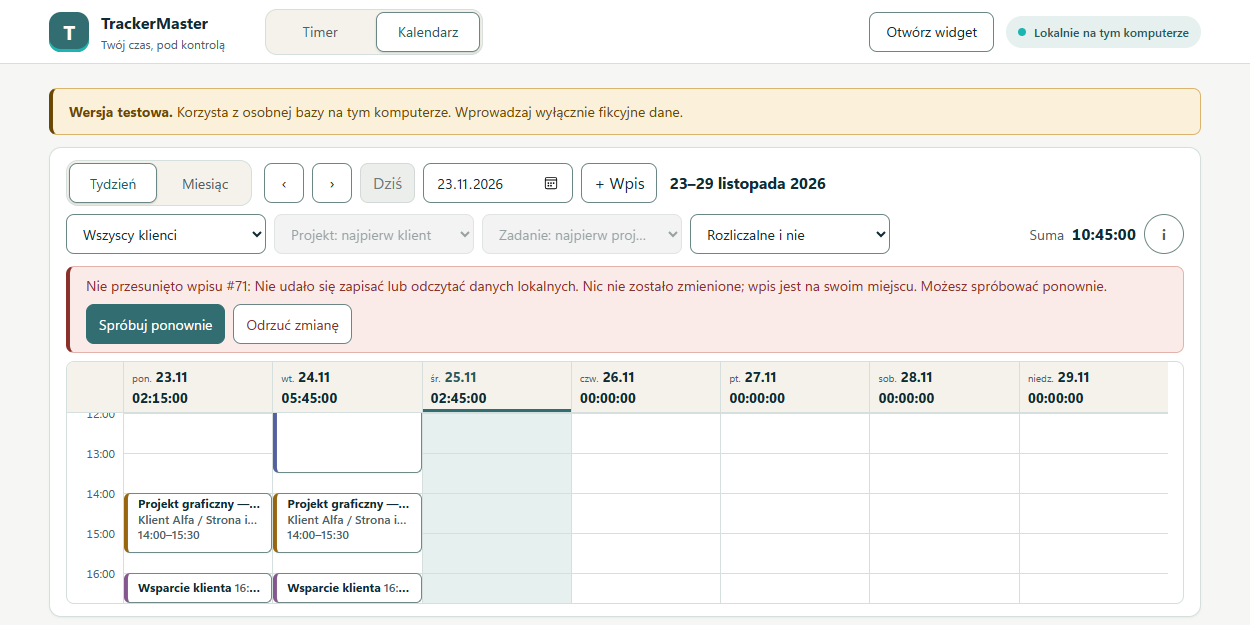 T
TrackerMaster
Twój czas, pod kontrolą
Timer
Kalendarz
Otwórz widget
Lokalnie na tym komputerze
Wersja testowa. Korzysta z osobnej bazy na tym komputerze. Wprowadzaj wyłącznie fikcyjne dane.
Tydzień
Miesiąc
‹
›
Dziś
23.11.2026
+ Wpis
23–29 listopada 2026
Wszyscy klienci
Projekt: najpierw klient
Zadanie: najpierw proj...
Rozliczalne i nie
Suma 10:45:00
i
Nie przesunięto wpisu #71: Nie udało się zapisać lub odczytać danych lokalnych. Nic nie zostało zmienione; wpis jest na swoim miejscu. Możesz spróbować ponownie.
Spróbuj ponownie
Odrzuć zmianę
pon. 23.11
02:15:00
wt. 24.11
05:45:00
śr. 25.11
02:45:00
czw. 26.11
00:00:00
pt. 27.11
00:00:00
sob. 28.11
00:00:00
niedz. 29.11
00:00:00
12:00
13:00
14:00
15:00
16:00
Projekt graficzny —...
Klient Alfa / Strona i...
14:00–15:30
Projekt graficzny —...
Klient Alfa / Strona i...
14:00–15:30
Wsparcie klienta 16:...
Wsparcie klienta 16:...